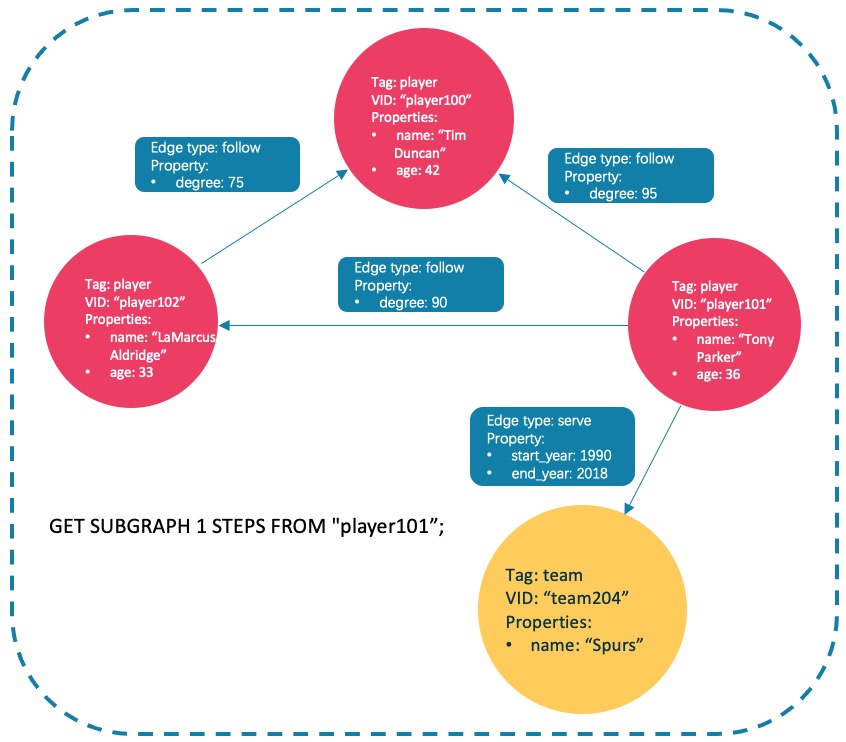 Tag: player
VID: “player100”
Properties:
• name: “Tim
Duncan”
• age: 42
Edge type: follow
Property:
• degree: 75
Edge type: follow
Property:
• degree: 95
Edge type: follow
Property:
• degree: 90
Tag: player
VID: “player102”
Properties:
• name: “LaMarcus
Aldridge”
• age: 33
Tag: player
VID: “player101”
Properties:
• name: “Tony
Parker”
• age: 36
Edge type: serve
Property:
• start_year: 1990
• end_year: 2018
GET SUBGRAPH 1 STEPS FROM "player101”;
Tag: team
VID: “team204”
Properties:
• name: “Spurs”